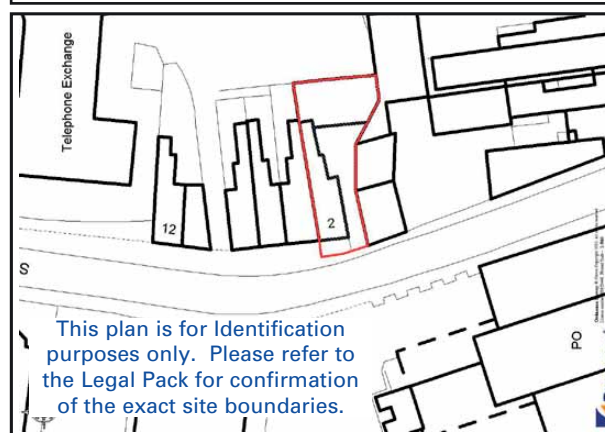 Telephone Exchange
12
2
S
PO
This plan is for Identification
purposes only. Please refer to
the Legal Pack for confirmation
of the exact site boundaries.